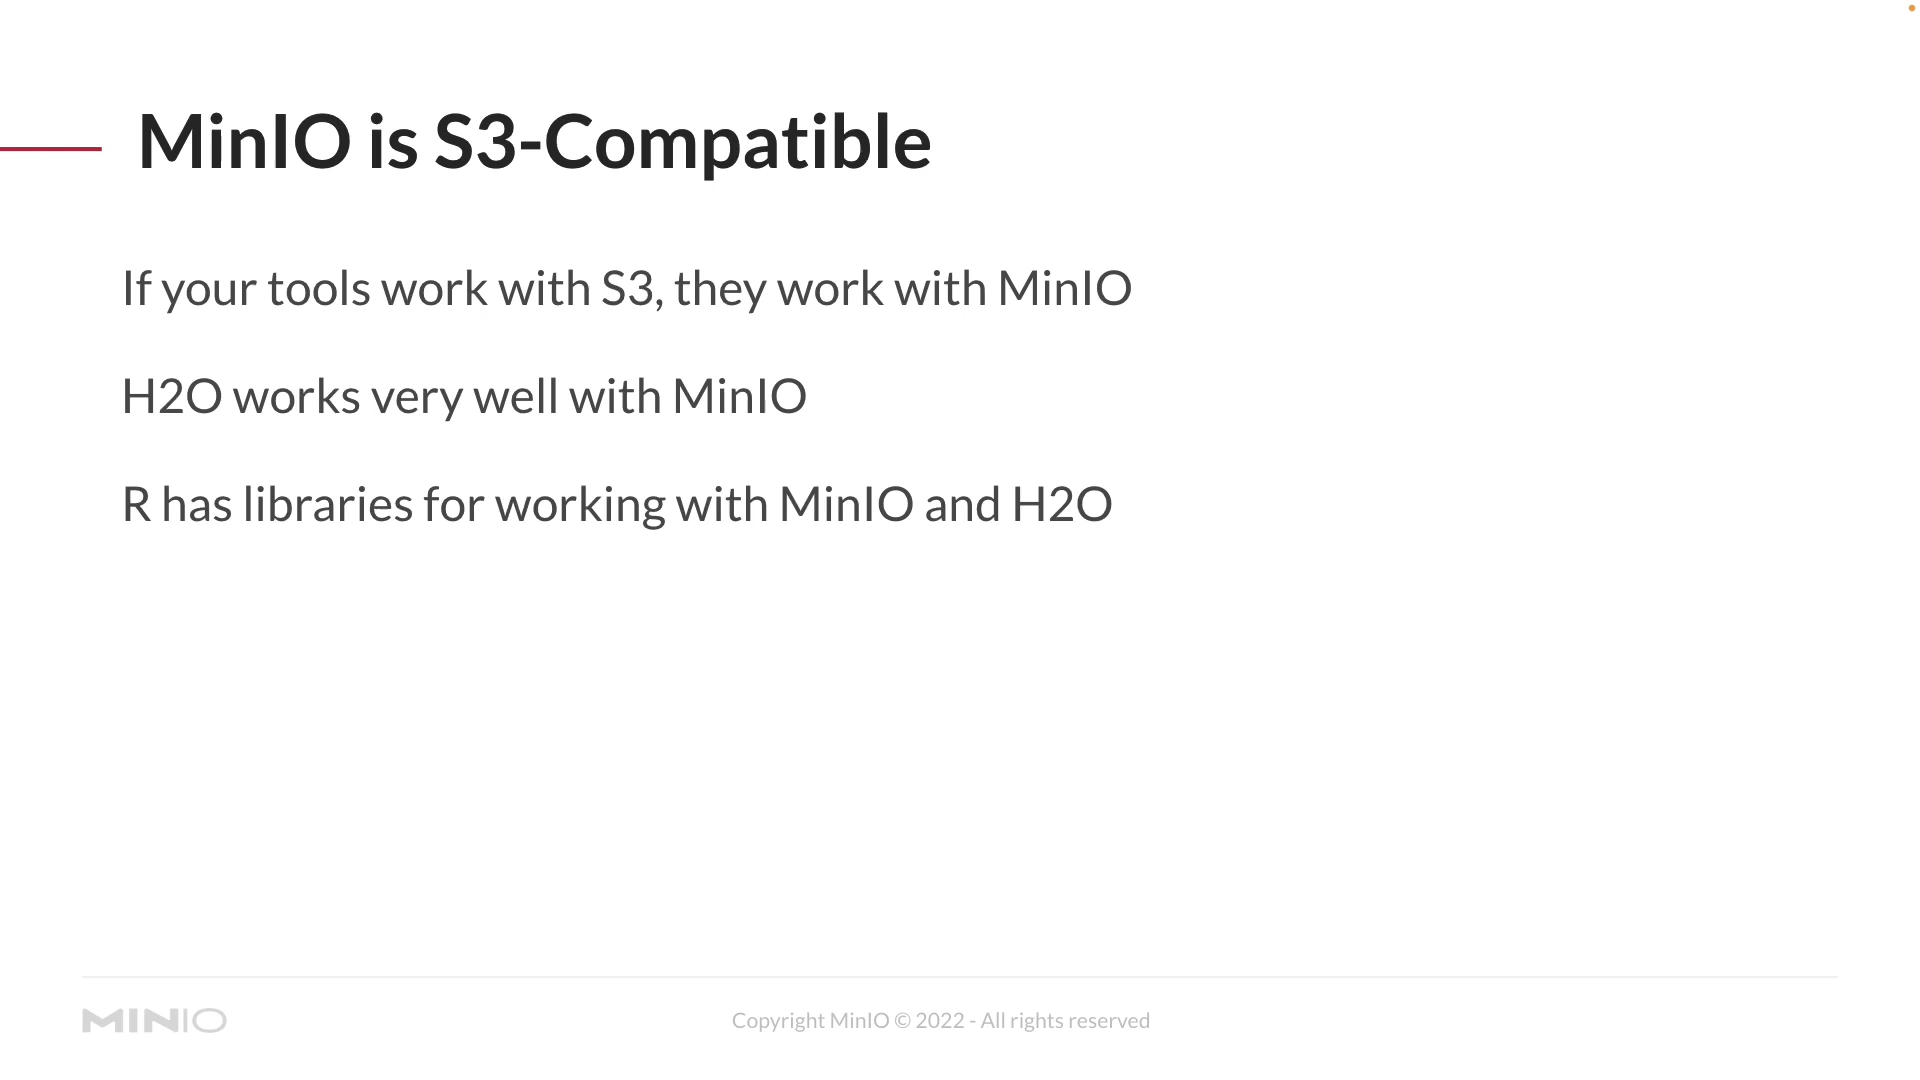 MinIO is S3-Compatible
If your tools work with S3, they work with MinIO
H2O works very well with MinIO
R has libraries for working with MinIO and H2O
MINIO
Copyright MinIO © 2022 - All rights reserved